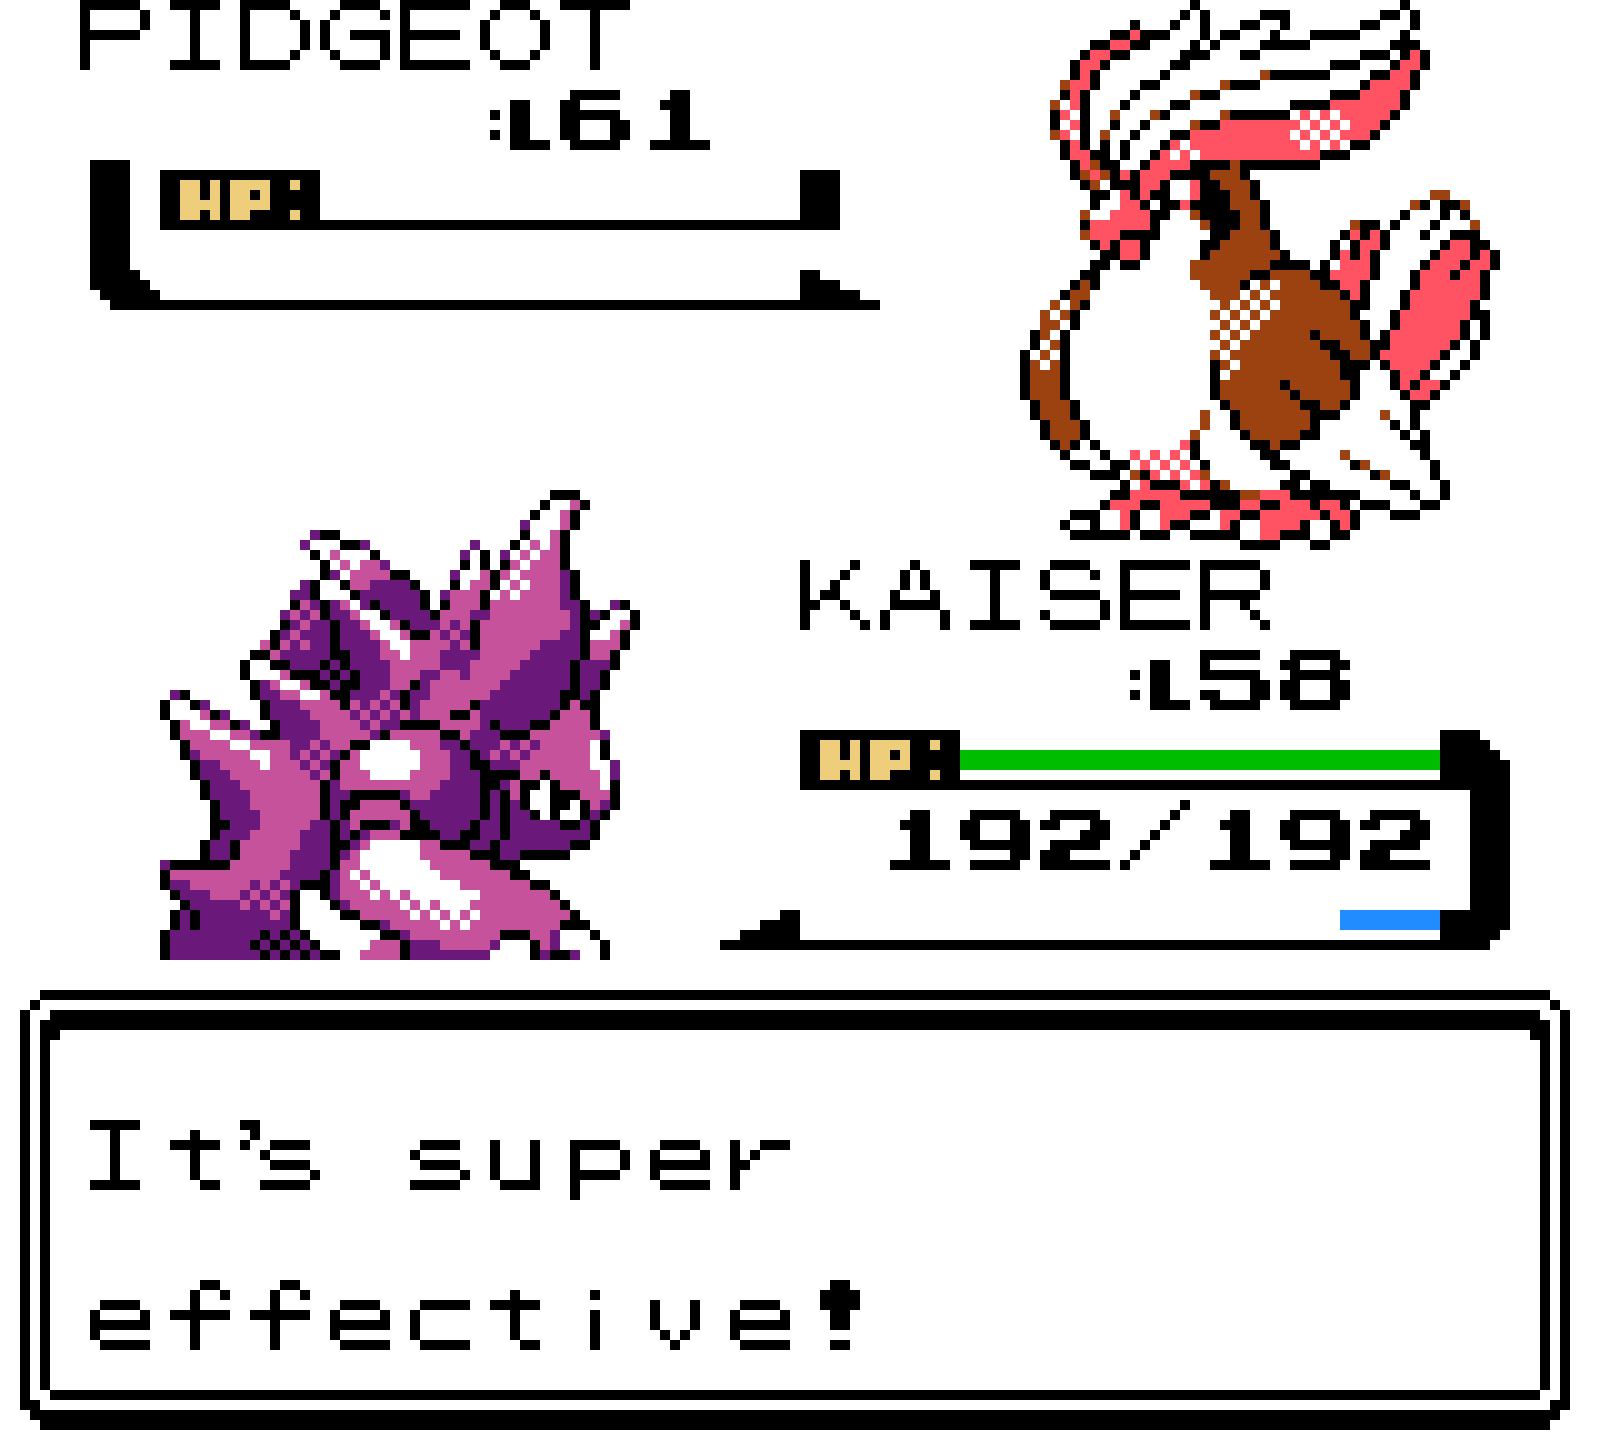 PIDGEOT
:L61
HP:
KAISER
:L58
HP:
192/192
It's super
effective!